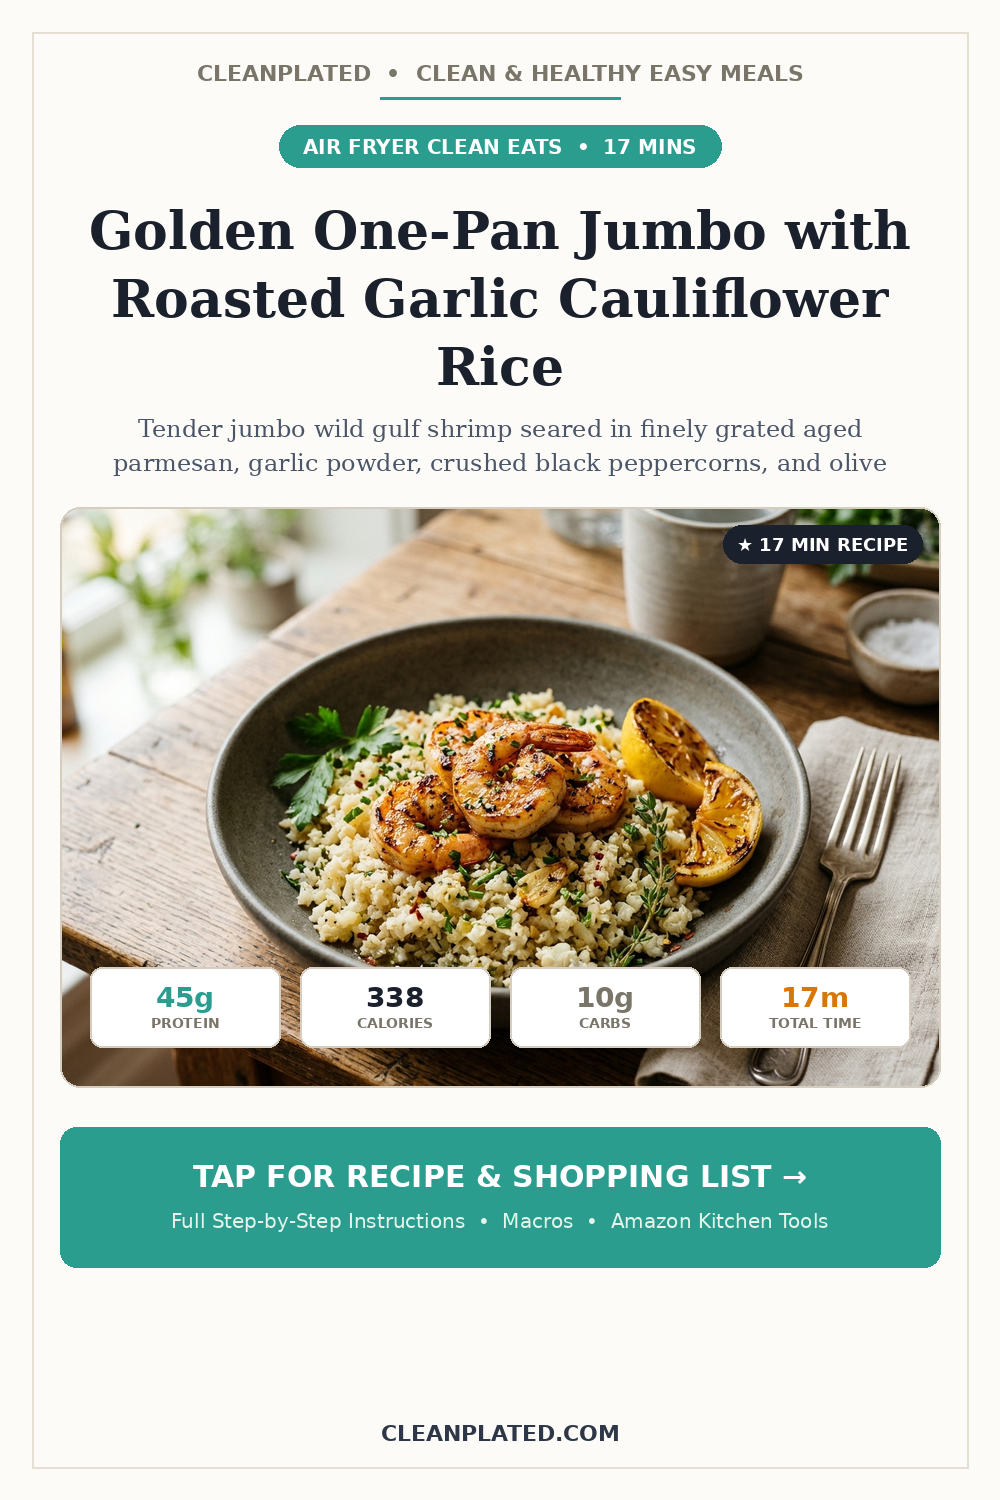 CLEANPLATED • CLEAN & HEALTHY EASY MEALS
AIR FRYER CLEAN EATS • 17 MINS
Golden One-Pan Jumbo with
Roasted Garlic Cauliflower
Rice
Tender jumbo wild gulf shrimp seared in finely grated aged
parmesan, garlic powder, crushed black peppercorns, and olive
★ 17 MIN RECIPE
45g
PROTEIN
338
CALORIES
10g
CARBS
17m
TOTAL TIME
TAP FOR RECIPE & SHOPPING LIST →
Full Step-by-Step Instructions • Macros • Amazon Kitchen Tools
CLEANPLATED.COM